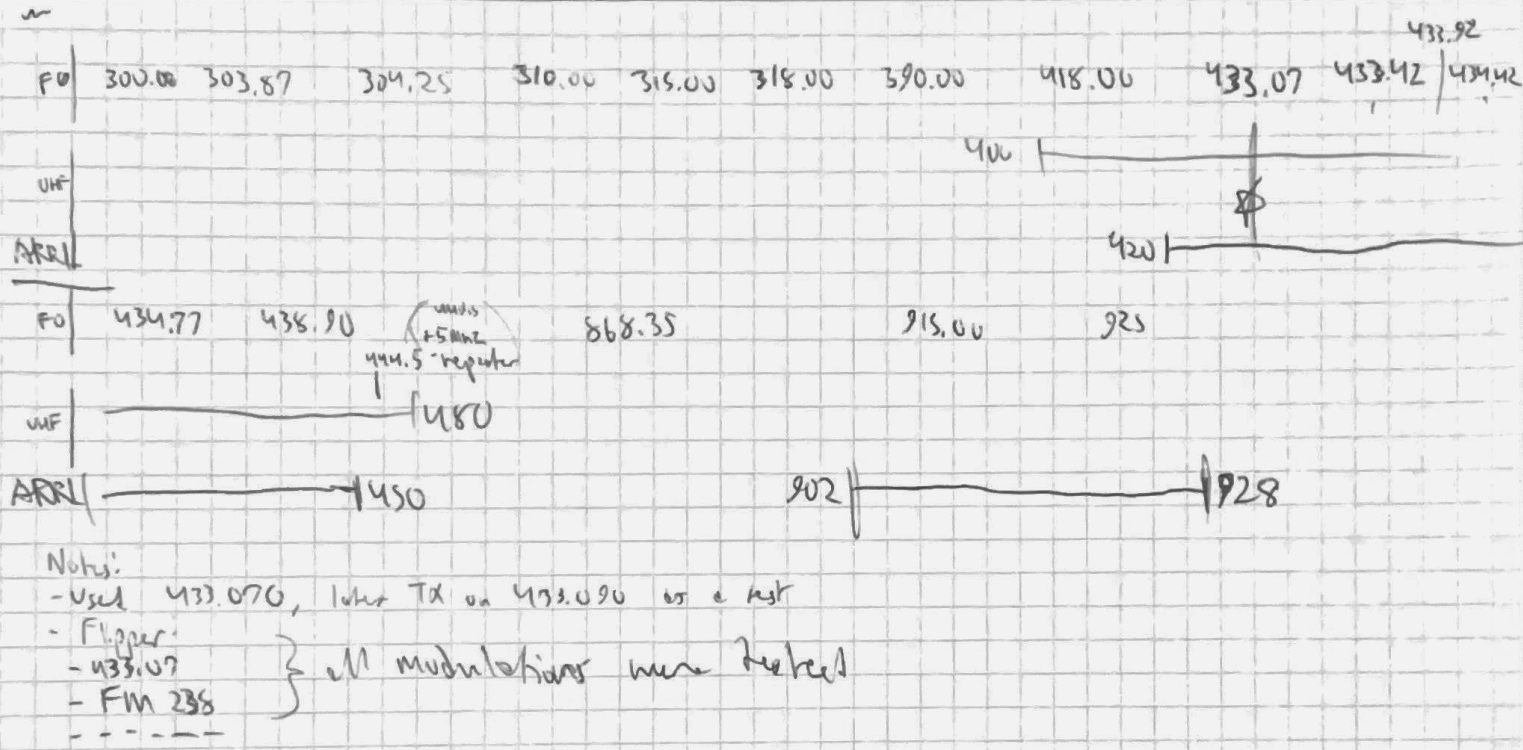 433.92
F0 300.00 303.87 304.25 310.00 315.00 318.00 390.00 418.00 433.07 433.42 434.42
400
UHF
ARRL
420
F0 434.77 438.90 868.35 915.00 925
+5MHz
444.5 - repeater
UHF 480
ARRL 450 902 928
Notes:
- Used 433.070, later TX on 433.090 as a test
- Flipper
- 433.07
- FM 238
} all modulations were tested